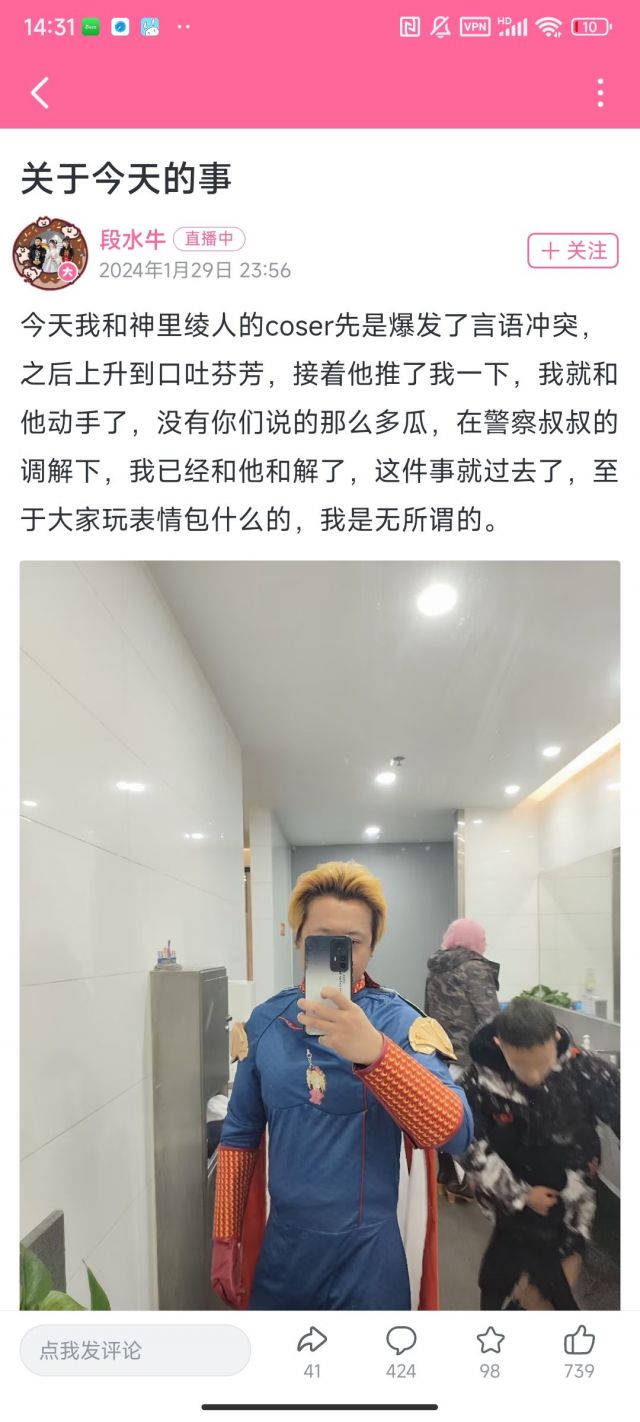 14:31
VPN
HD
10
关于今天的事
段水牛 直播中
大
2024年1月29日 23:56
+ 关注
今天我和神里绫人的coser先是爆发了言语冲突，
之后上升到口吐芬芳，接着他推了我一下，我就和
他动手了，没有你们说的那么多瓜，在警察叔叔的
调解下，我已经和他和解了，这件事就过去了，至
于大家玩表情包什么的，我是无所谓的。
点我发评论
41
424
98
739